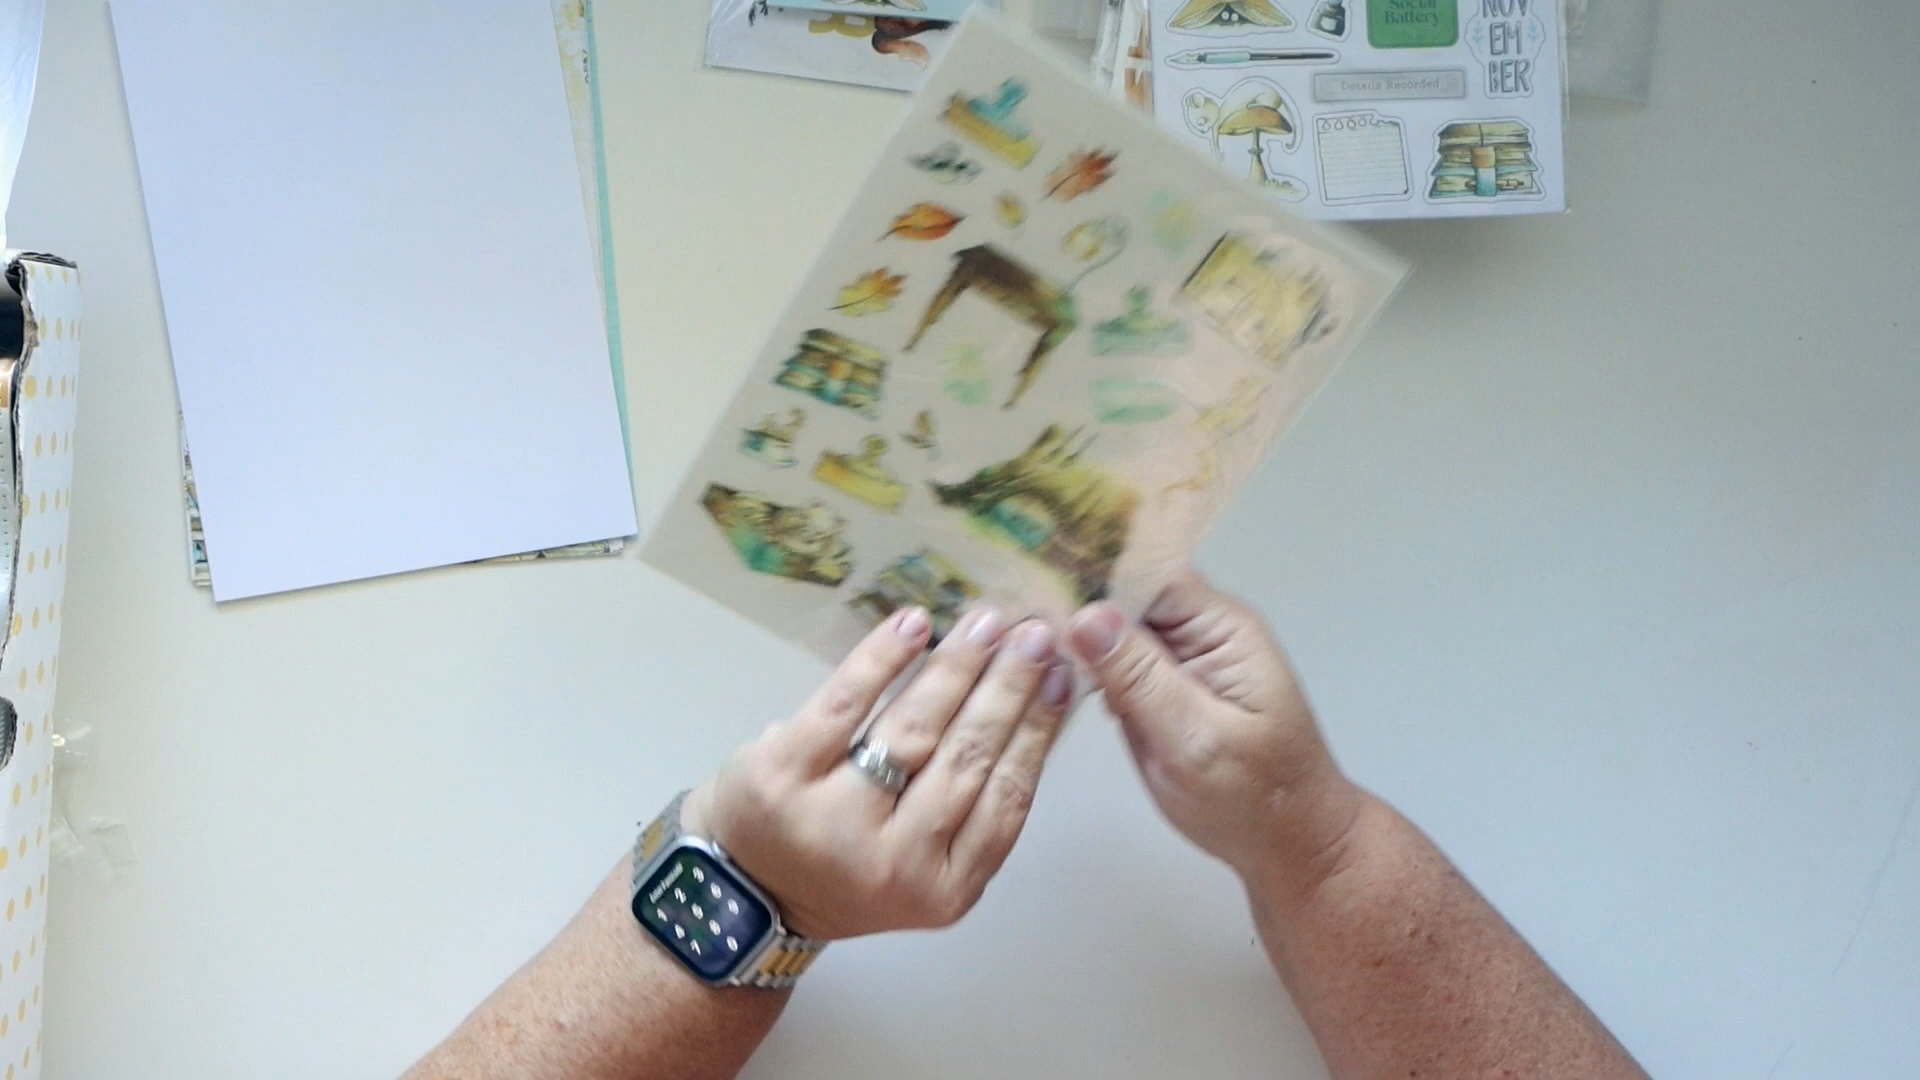 Social
Battery
NOV
EM
BER
Details Recorded